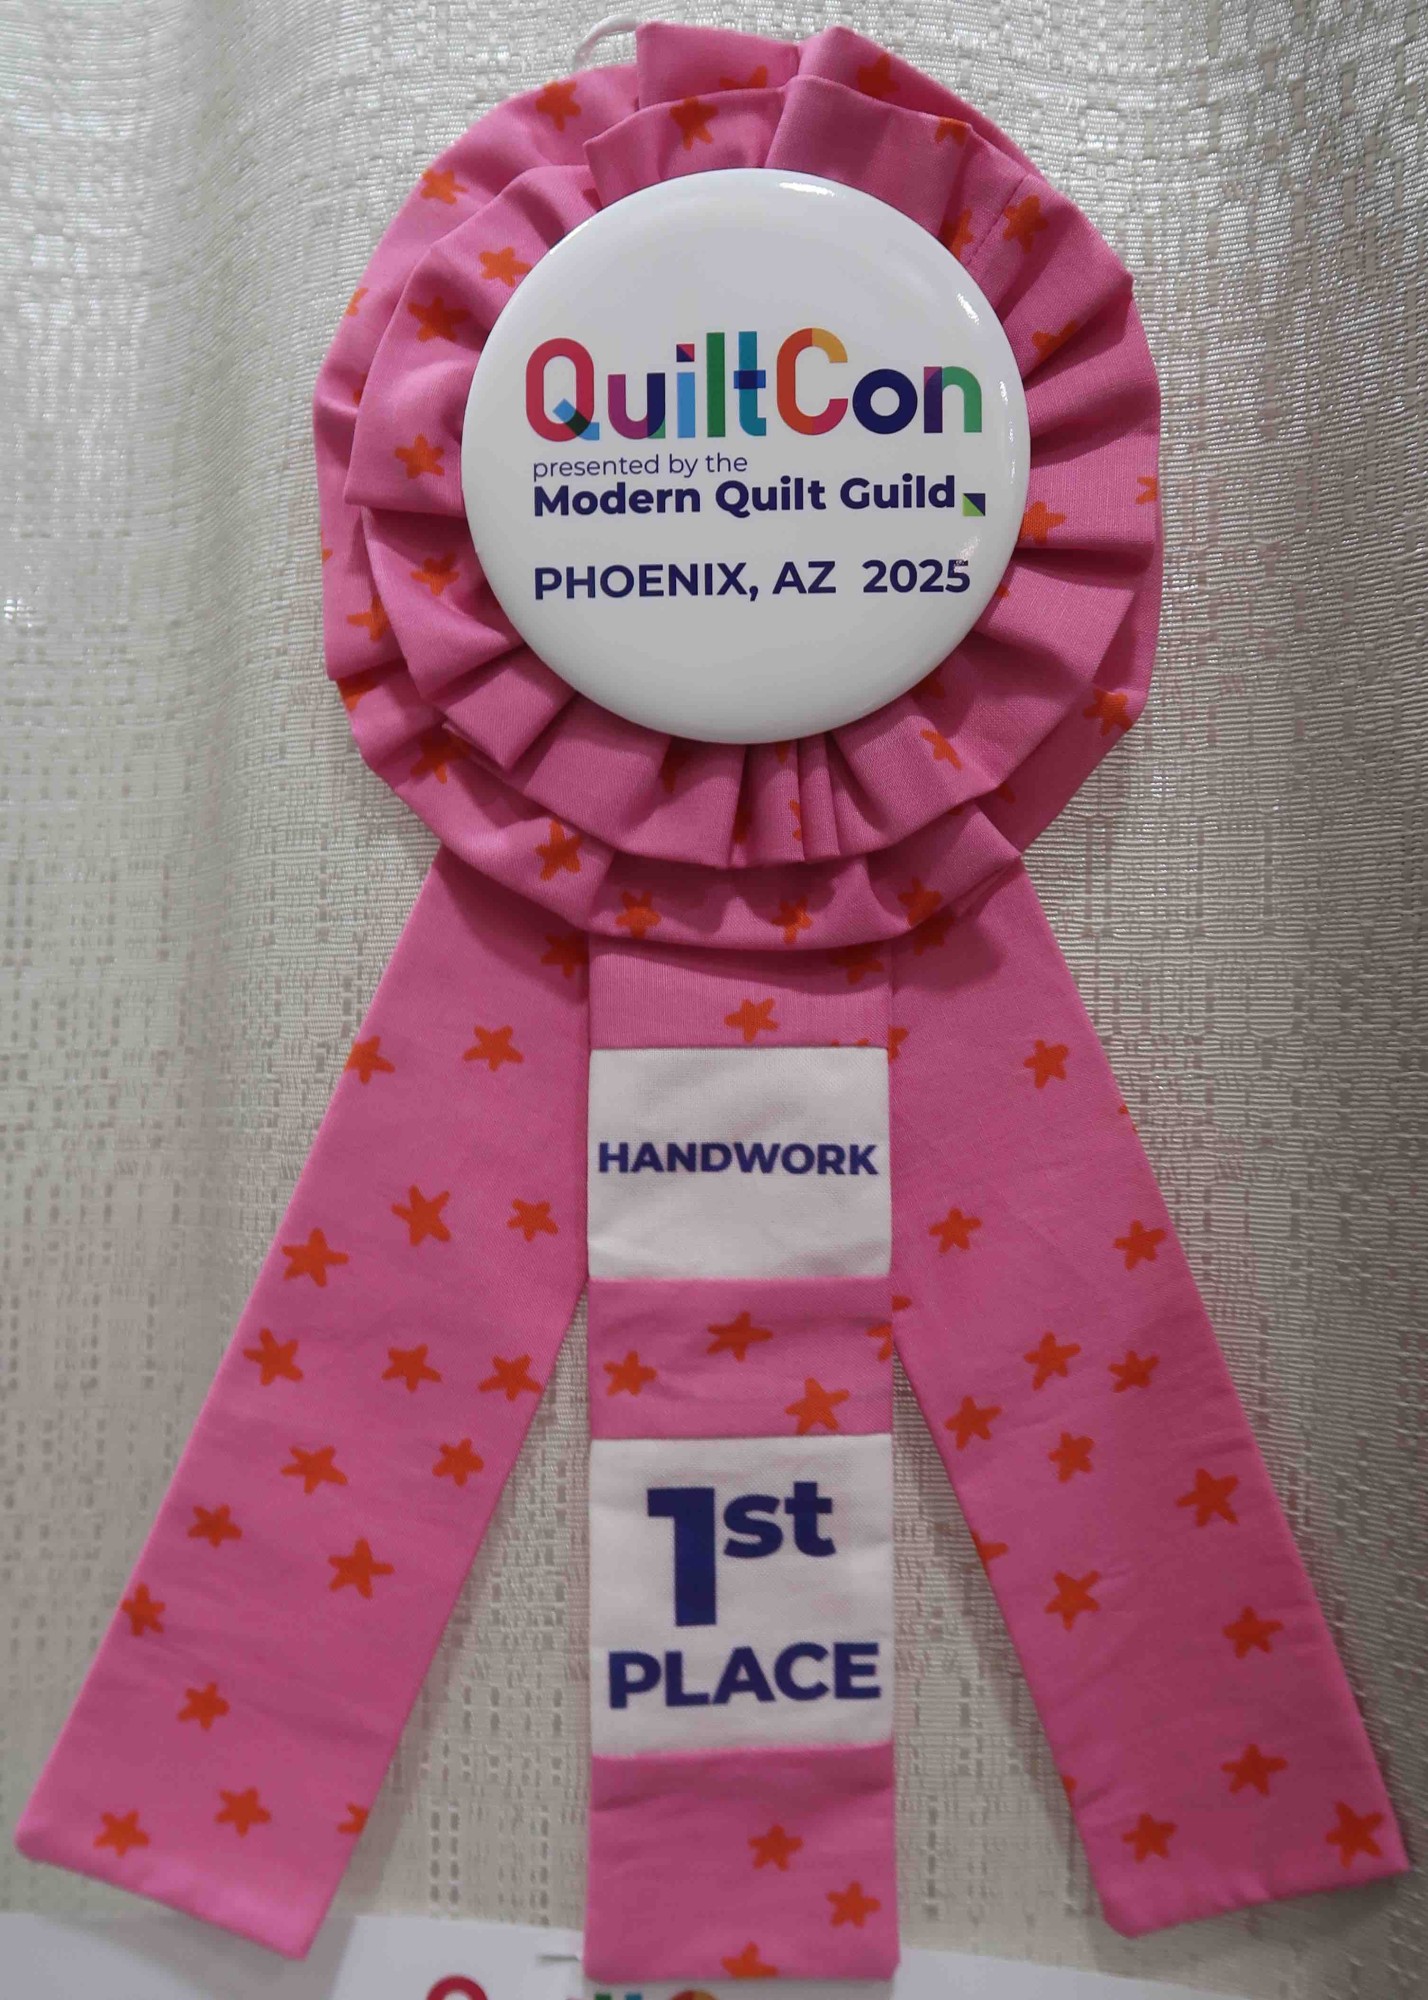 QuiltCon
presented by the
Modern Quilt Guild
PHOENIX, AZ 2025
HANDWORK
1st
PLACE